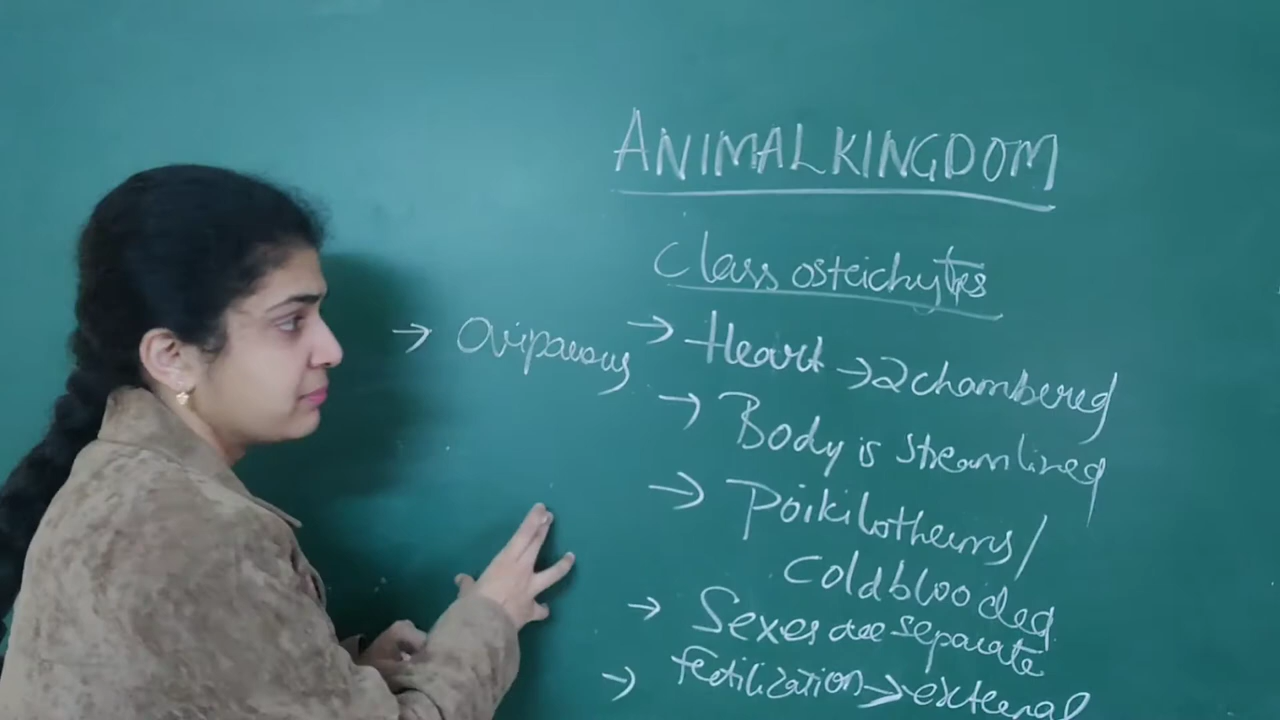 ANIMAL KINGDOM
Class osteichytes
→ Heart → 2 chambered
→ Body is streamlined
→ Poikilotherms/
Coldblooded
→ Sexes are separate
→ Fertilization → external
→ Oviparous